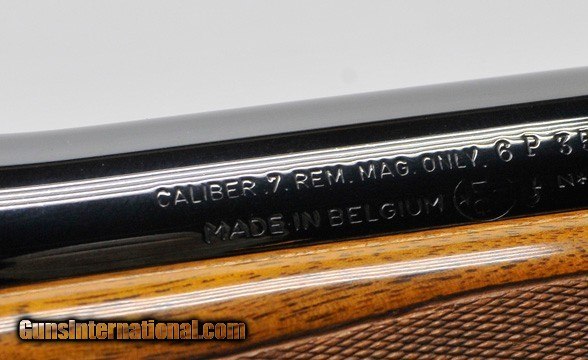 CALIBER.7.REM.MAG.ONLY. 6 P 3
MADE IN BELGIUM
GunsInternational.com